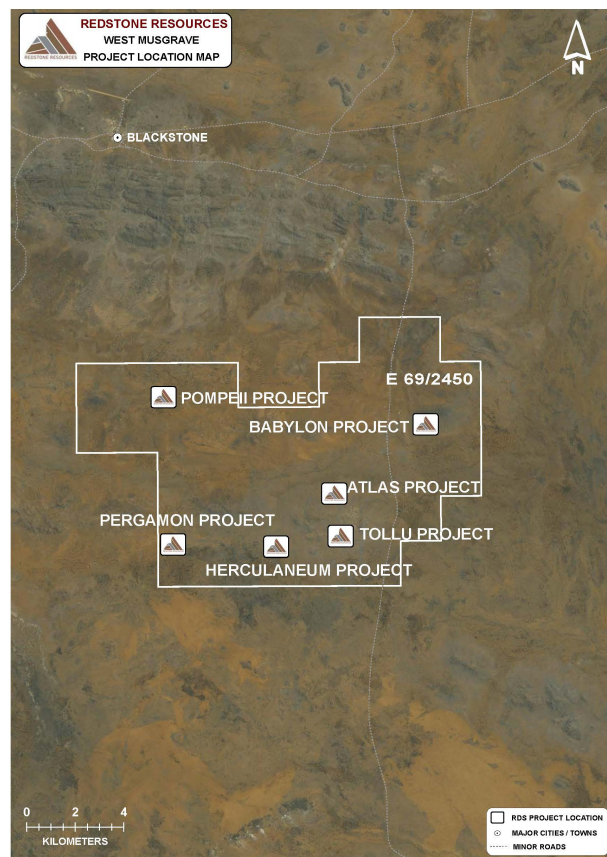 REDSTONE RESOURCES
WEST MUSGRAVE
PROJECT LOCATION MAP
REDSTONE RESOURCES
N
BLACKSTONE
E 69/2450
POMPEII PROJECT
BABYLON PROJECT
ATLAS PROJECT
PERGAMON PROJECT
TOLLU PROJECT
HERCULANEUM PROJECT
0 2 4
KILOMETERS
RDS PROJECT LOCATION
MAJOR CITIES / TOWNS
MINOR ROADS